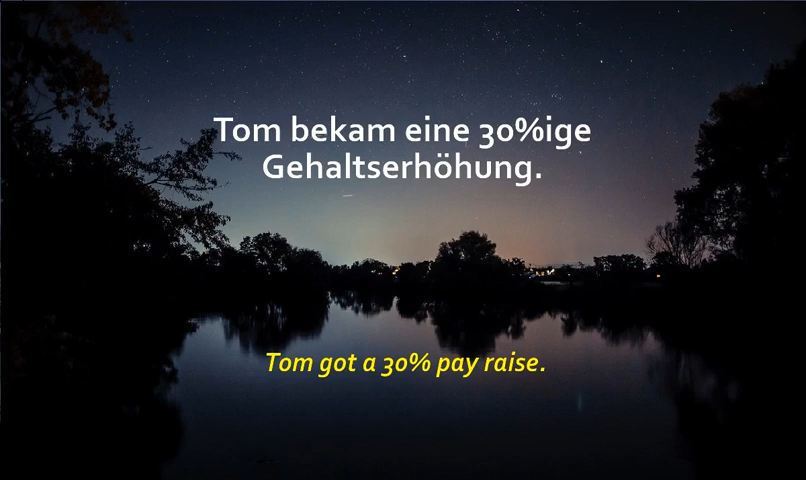 Tom bekam eine 30%ige
Gehaltserhöhung.
Tom got a 30% pay raise.